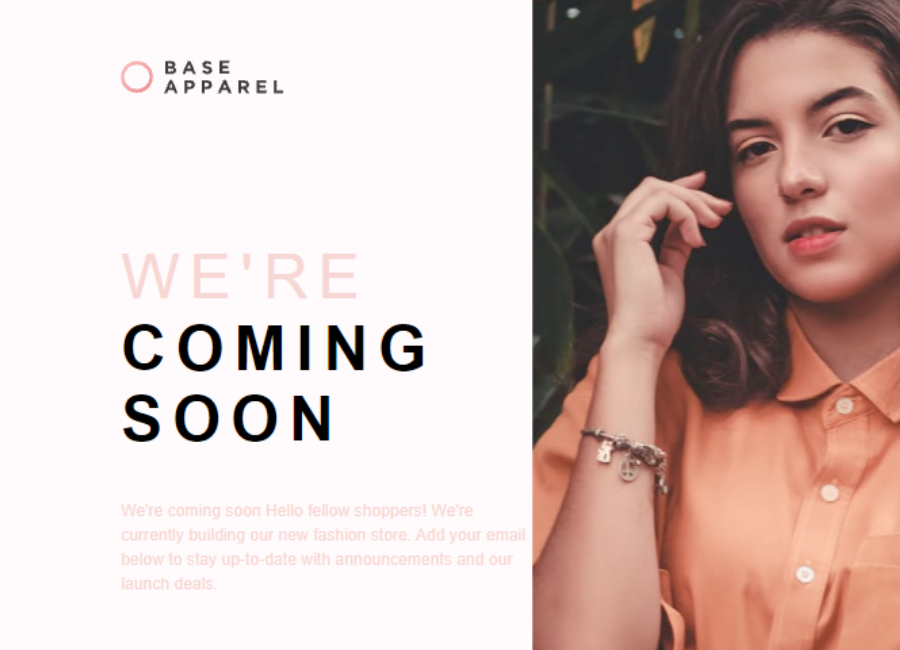 BASE
APPAREL
WE'RE
COMING
SOON
We're coming soon Hello fellow shoppers! We're
currently building our new fashion store. Add your email
below to stay up-to-date with announcements and our
launch deals.